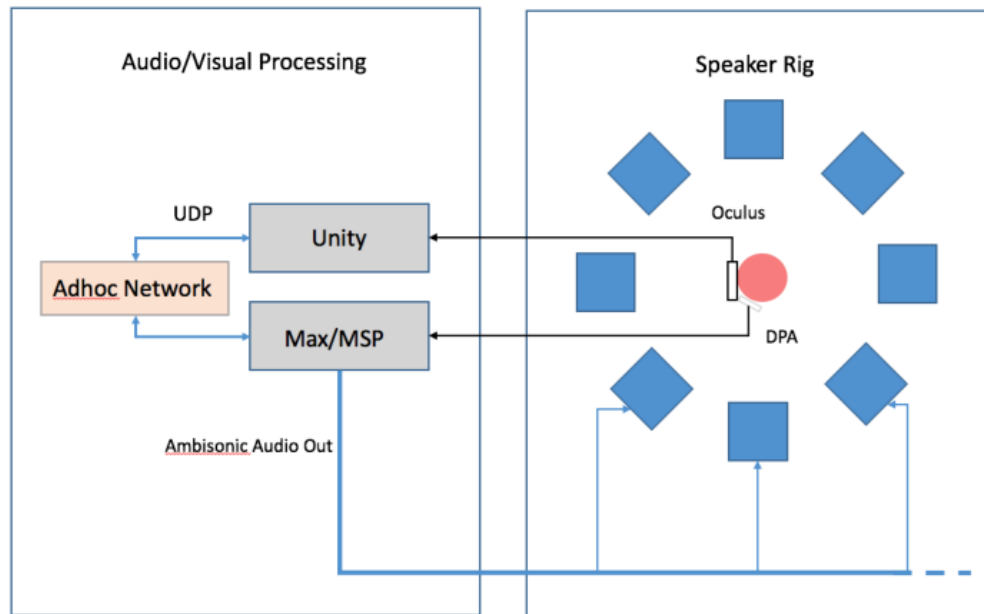 Audio/Visual Processing
Speaker Rig
UDP
Unity
Oculus
Adhoc Network
Max/MSP
DPA
Ambisonic Audio Out